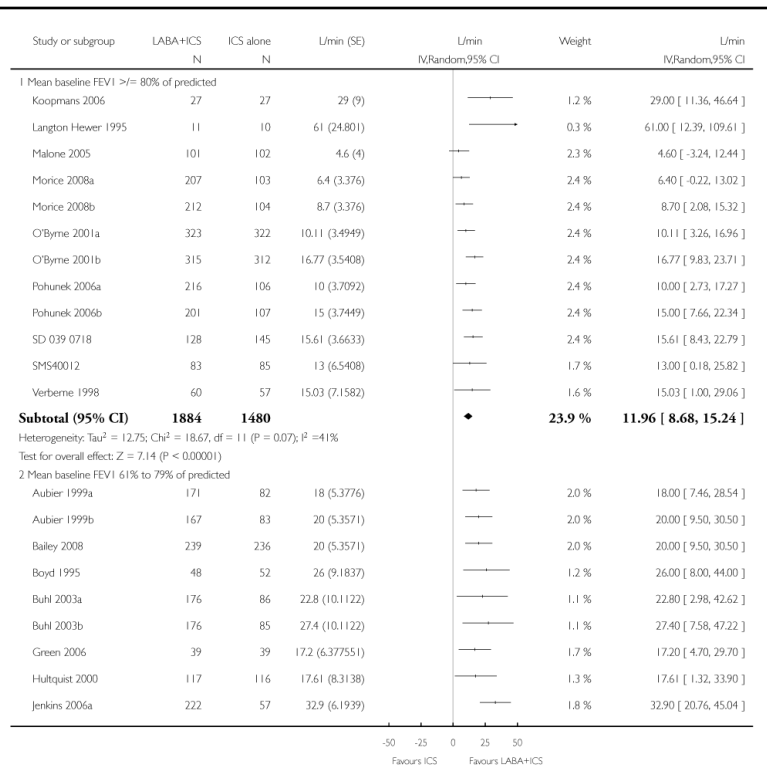 Study or subgroup LABA+ICS ICS alone L/min (SE) L/min Weight L/min
N N IV,Random,95% CI IV,Random,95% CI
1 Mean baseline FEV1 >/= 80% of predicted
Koopmans 2006 27 27 29 (9) 1.2 % 29.00 [ 11.36, 46.64 ]
Langton Hewer 1995 11 10 61 (24.801) 0.3 % 61.00 [ 12.39, 109.61 ]
Malone 2005 101 102 4.6 (4) 2.3 % 4.60 [ -3.24, 12.44 ]
Morice 2008a 207 103 6.4 (3.376) 2.4 % 6.40 [ -0.22, 13.02 ]
Morice 2008b 212 104 8.7 (3.376) 2.4 % 8.70 [ 2.08, 15.32 ]
O'Byrne 2001a 323 322 10.11 (3.4949) 2.4 % 10.11 [ 3.26, 16.96 ]
O'Byrne 2001b 315 312 16.77 (3.5408) 2.4 % 16.77 [ 9.83, 23.71 ]
Pohunek 2006a 216 106 10 (3.7092) 2.4 % 10.00 [ 2.73, 17.27 ]
Pohunek 2006b 201 107 15 (3.7449) 2.4 % 15.00 [ 7.66, 22.34 ]
SD 039 0718 128 145 15.61 (3.6633) 2.4 % 15.61 [ 8.43, 22.79 ]
SMS40012 83 85 13 (6.5408) 1.7 % 13.00 [ 0.18, 25.82 ]
Verberne 1998 60 57 15.03 (7.1582) 1.6 % 15.03 [ 1.00, 29.06 ]
Subtotal (95% CI) 1884 1480 23.9 % 11.96 [ 8.68, 15.24 ]
Heterogeneity: Tau² = 12.75; Chi² = 18.67, df = 11 (P = 0.07); I² =41%
Test for overall effect: Z = 7.14 (P < 0.00001)
2 Mean baseline FEV1 61% to 79% of predicted
Aubier 1999a 171 82 18 (5.3776) 2.0 % 18.00 [ 7.46, 28.54 ]
Aubier 1999b 167 83 20 (5.3571) 2.0 % 20.00 [ 9.50, 30.50 ]
Bailey 2008 239 236 20 (5.3571) 2.0 % 20.00 [ 9.50, 30.50 ]
Boyd 1995 48 52 26 (9.1837) 1.2 % 26.00 [ 8.00, 44.00 ]
Buhl 2003a 176 86 22.8 (10.1122) 1.1 % 22.80 [ 2.98, 42.62 ]
Buhl 2003b 176 85 27.4 (10.1122) 1.1 % 27.40 [ 7.58, 47.22 ]
Green 2006 39 39 17.2 (6.377551) 1.7 % 17.20 [ 4.70, 29.70 ]
Hultquist 2000 117 116 17.61 (8.3138) 1.3 % 17.61 [ 1.32, 33.90 ]
Jenkins 2006a 222 57 32.9 (6.1939) 1.8 % 32.90 [ 20.76, 45.04 ]
-50 -25 0 25 50
Favours ICS Favours LABA+ICS